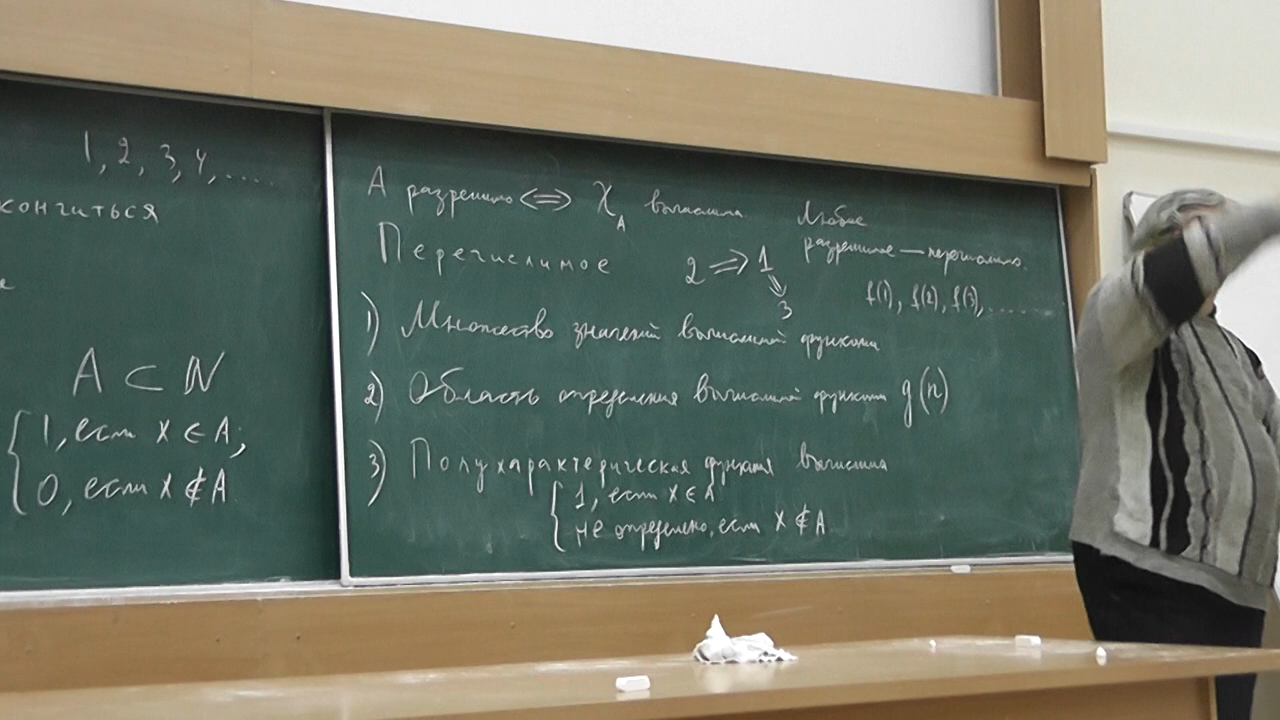 1, 2, 3, 4, ....
кончиться
е
A ⊂ N
1, если x ∈ A;
0, если x ∉ A
A разрешимо <=> χ_A вычислима
Любое
разрешимое — перечислимо.
Перечислимое
2 => 1
3
f(1), f(2), f(3), ......
1) Множество значений вычислимой функции
2) Область определения вычислимой функции g(n)
3) Полухарактерическая функция вычислима
1, если x ∈ A
не определено, если x ∉ A